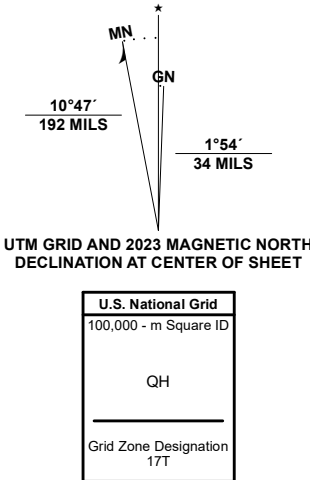 MN
GN
10°47´
192 MILS
1°54´
34 MILS
UTM GRID AND 2023 MAGNETIC NORTH
DECLINATION AT CENTER OF SHEET
U.S. National Grid
100,000 - m Square ID
QH
Grid Zone Designation
17T